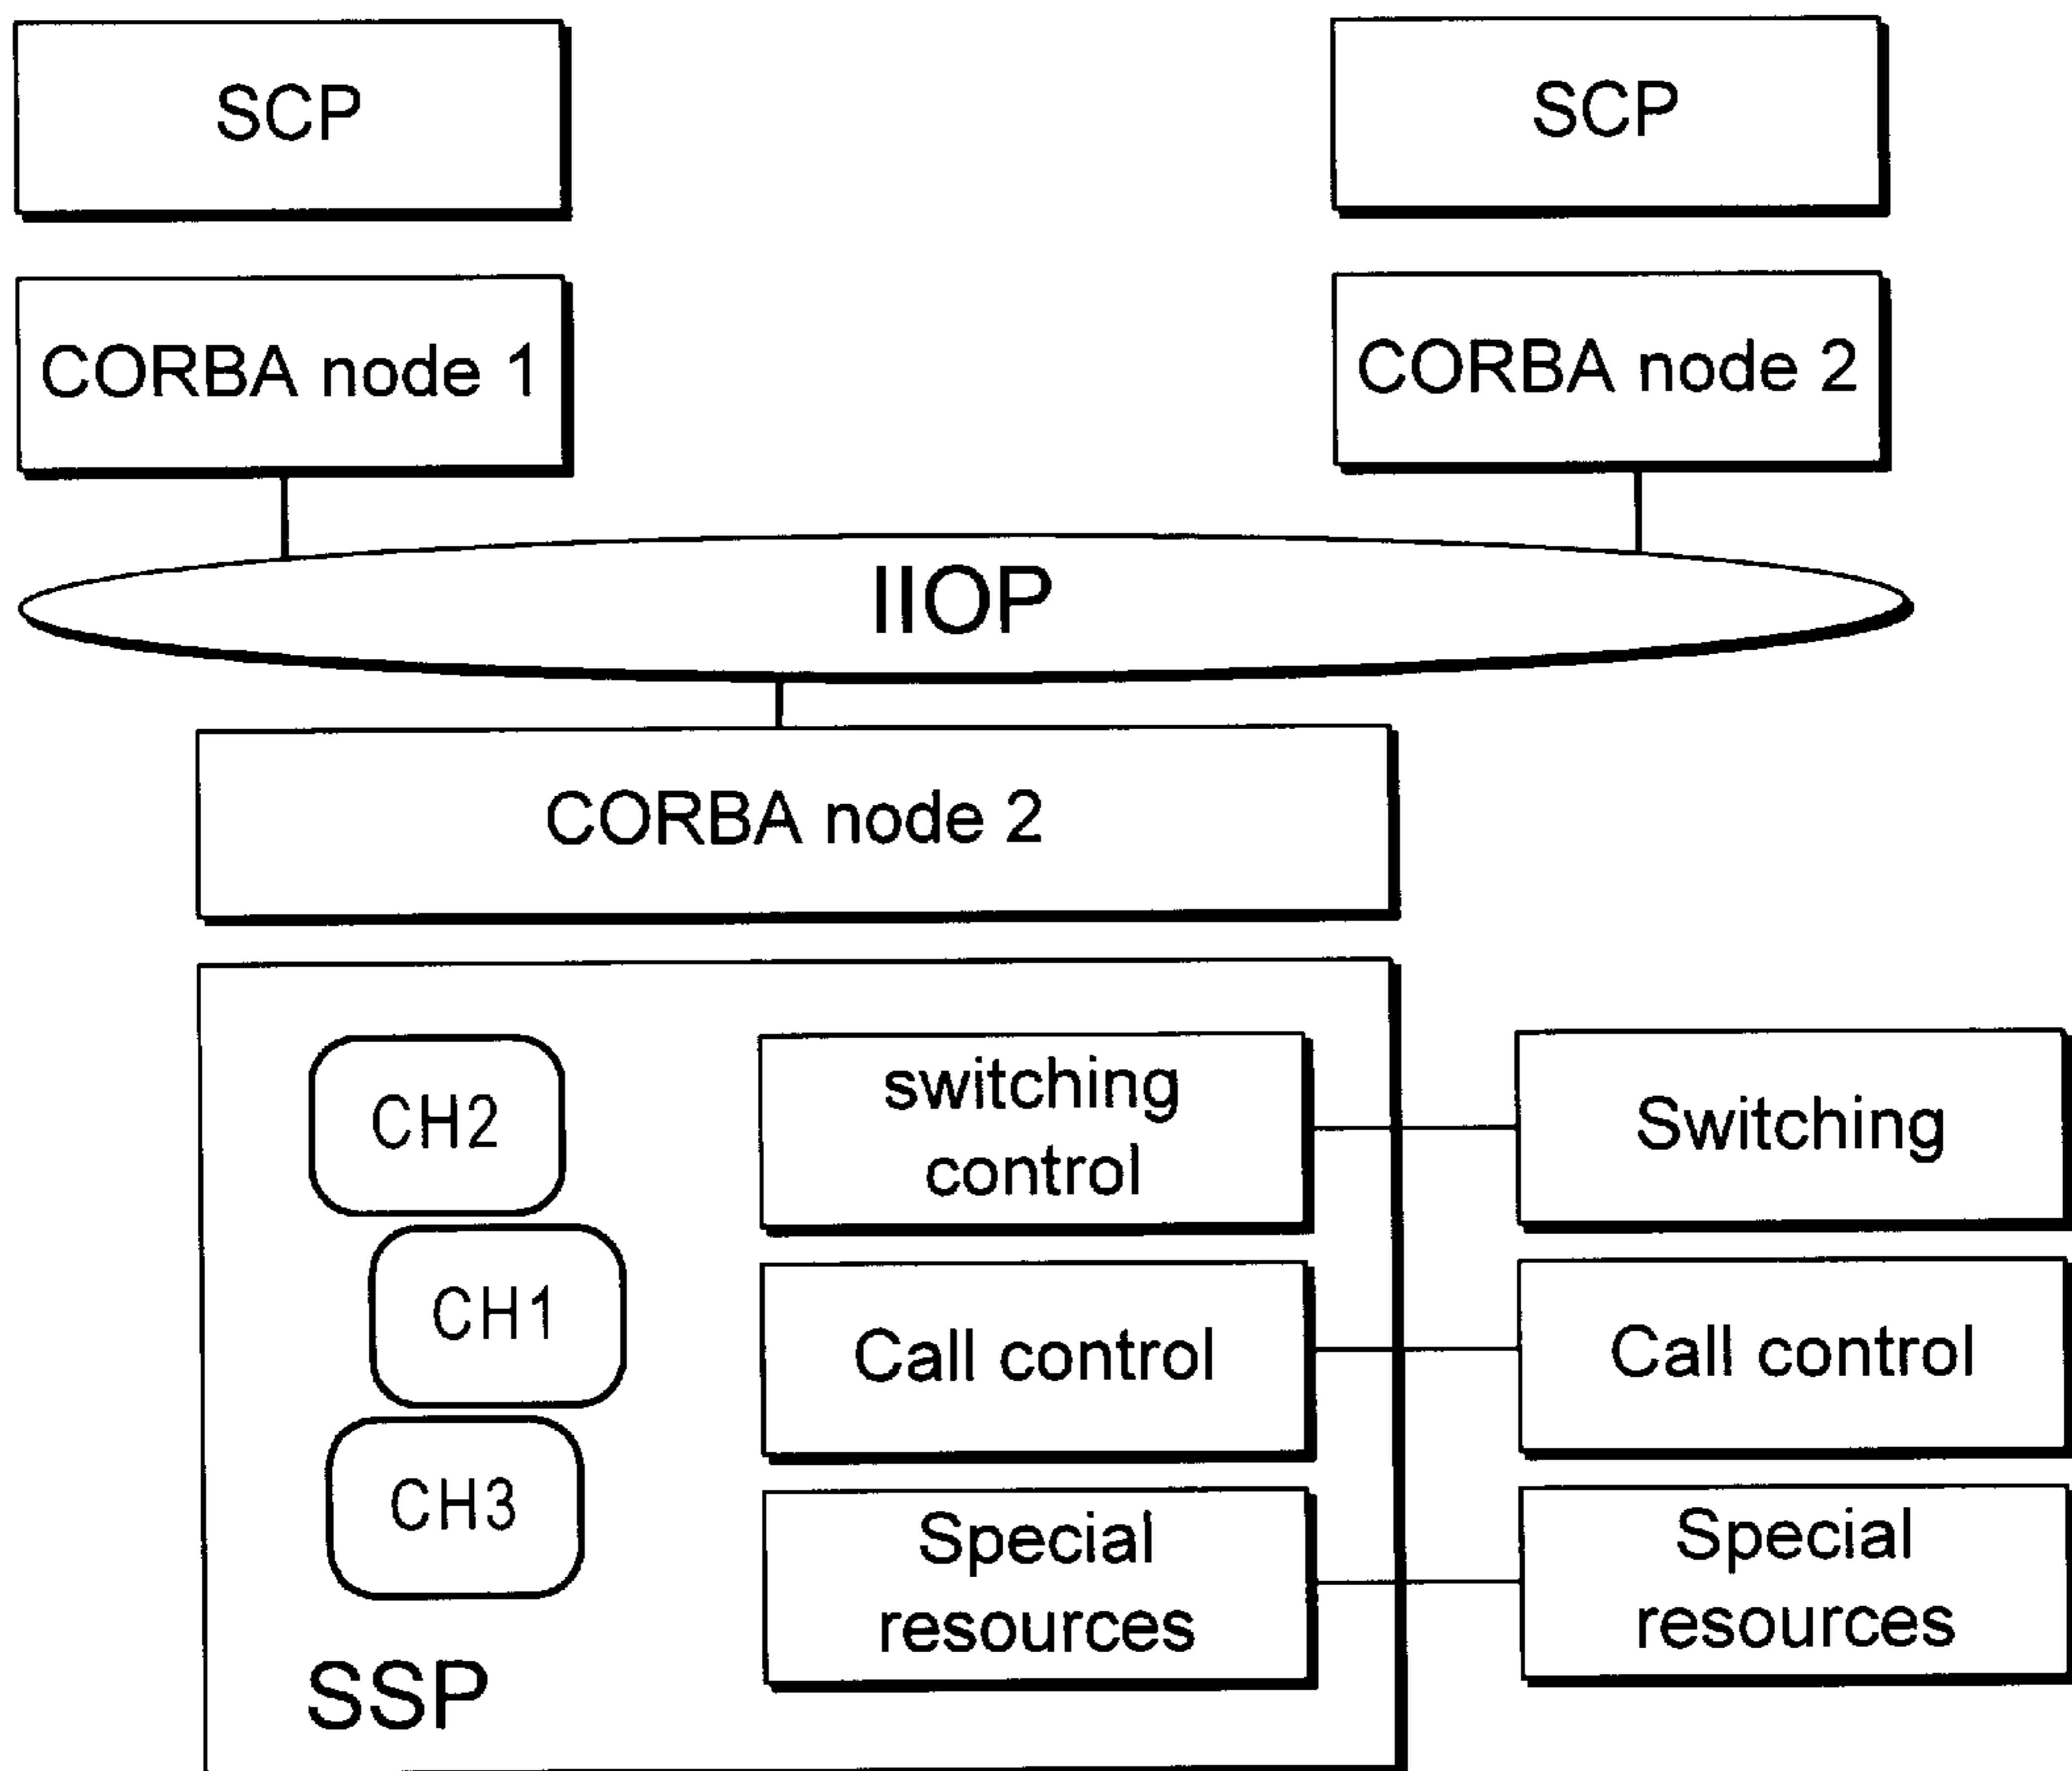 SCP
SCP
CORBA node 1
CORBA node 2
IIOP
CORBA node 2
CH2
switching
control
Switching
CH1
Call control
Call control
CH3
Special
resources
Special
resources
SSP